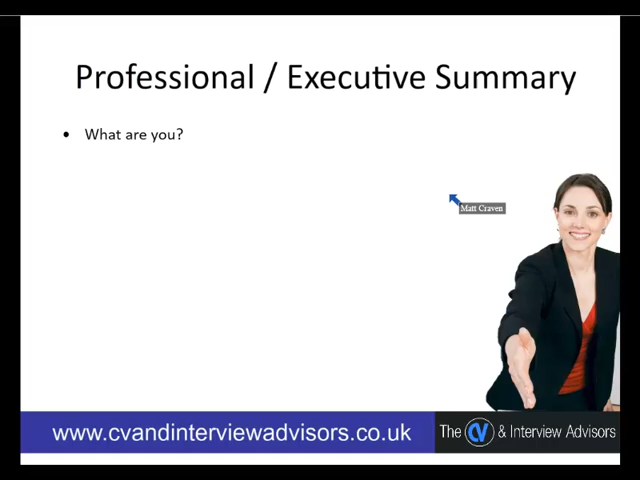 Professional / Executive Summary
• What are you?
Matt Craven
www.cvandinterviewadvisors.co.uk
The CV & Interview Advisors